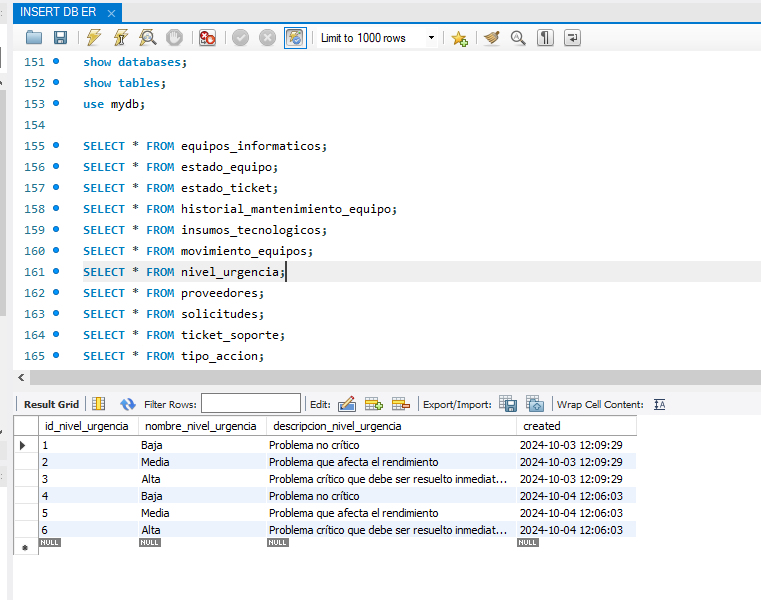 INSERT DB ER
Limit to 1000 rows
151 show databases;
152 show tables;
153 use mydb;
154
155 SELECT * FROM equipos_informaticos;
156 SELECT * FROM estado_equipo;
157 SELECT * FROM estado_ticket;
158 SELECT * FROM historial_mantenimiento_equipo;
159 SELECT * FROM insumos_tecnologicos;
160 SELECT * FROM movimiento_equipos;
161 SELECT * FROM nivel_urgencia;
162 SELECT * FROM proveedores;
163 SELECT * FROM solicitudes;
164 SELECT * FROM ticket_soporte;
165 SELECT * FROM tipo_accion;
Result Grid Filter Rows: Edit: Export/Import: Wrap Cell Content:
id_nivel_urgencia nombre_nivel_urgencia descripcion_nivel_urgencia created
1 Baja Problema no crítico 2024-10-03 12:09:29
2 Media Problema que afecta el rendimiento 2024-10-03 12:09:29
3 Alta Problema crítico que debe ser resuelto inmediat... 2024-10-03 12:09:29
4 Baja Problema no crítico 2024-10-04 12:06:03
5 Media Problema que afecta el rendimiento 2024-10-04 12:06:03
6 Alta Problema crítico que debe ser resuelto inmediat... 2024-10-04 12:06:03
NULL NULL NULL NULL